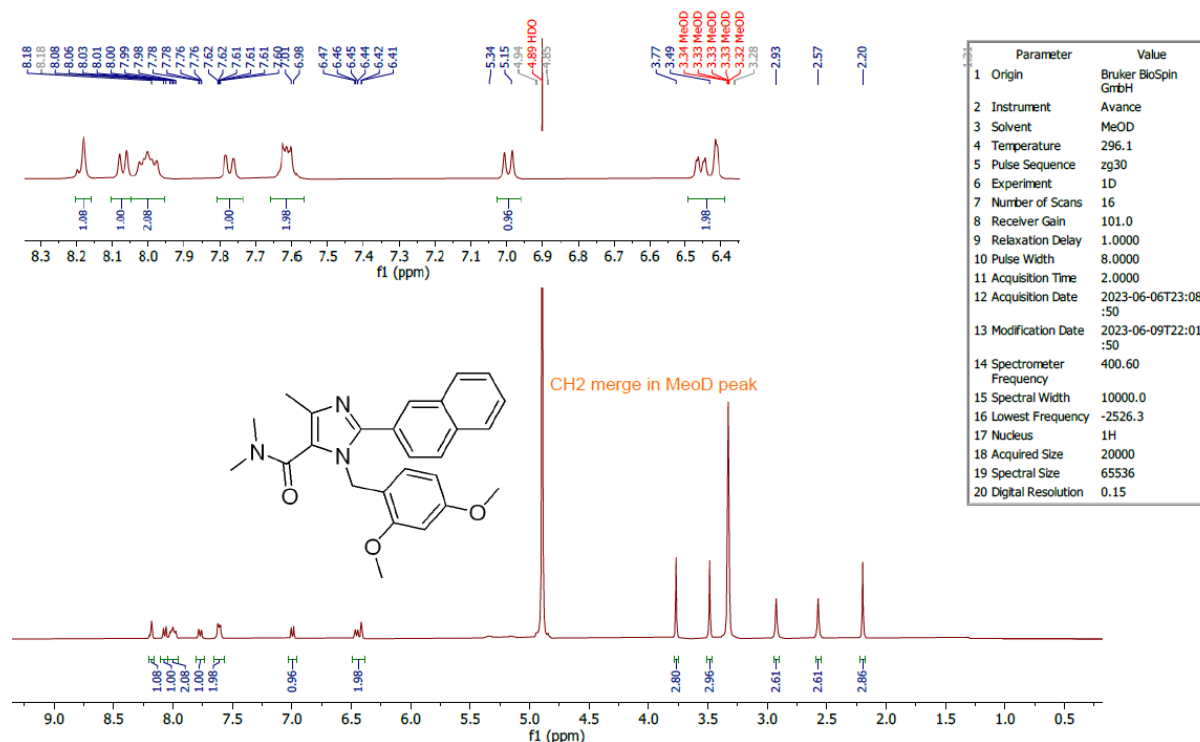 8.18 8.18 8.08 8.06 8.03 8.03 8.01 8.00 7.99 7.98 7.78 7.78 7.76 7.76 7.62 7.62 7.61 7.61 7.61 7.60 7.01 6.98 6.47 6.46 6.45 6.44 6.42 6.41 5.34 5.15 4.94 4.89 HDO 4.85 3.77 3.49 3.34 MeOD 3.33 MeOD 3.33 MeOD 3.33 MeOD 3.32 MeOD 3.28 2.93 2.57 2.20
1.08 1.00 2.08 1.00 1.98 0.96 1.98
8.3 8.2 8.1 8.0 7.9 7.8 7.7 7.6 7.5 7.4 7.3 7.2 7.1 7.0 6.9 6.8 6.7 6.6 6.5 6.4
f1 (ppm)
Parameter Value
1 Origin Bruker BioSpin
GmbH
2 Instrument Avance
3 Solvent MeOD
4 Temperature 296.1
5 Pulse Sequence zg30
6 Experiment 1D
7 Number of Scans 16
8 Receiver Gain 101.0
9 Relaxation Delay 1.0000
10 Pulse Width 8.0000
11 Acquisition Time 2.0000
12 Acquisition Date 2023-06-06T23:08
:50
13 Modification Date 2023-06-09T22:01
:50
14 Spectrometer 400.60
Frequency
15 Spectral Width 10000.0
16 Lowest Frequency -2526.3
17 Nucleus 1H
18 Acquired Size 20000
19 Spectral Size 65536
20 Digital Resolution 0.15
CH2 merge in MeoD peak
N
N
N
O
O
O
1.08 1.00 2.08 1.00 1.98 0.96 1.98 2.80 2.96 2.61 2.61 2.86
9.0 8.5 8.0 7.5 7.0 6.5 6.0 5.5 5.0 4.5 4.0 3.5 3.0 2.5 2.0 1.5 1.0 0.5
f1 (ppm)